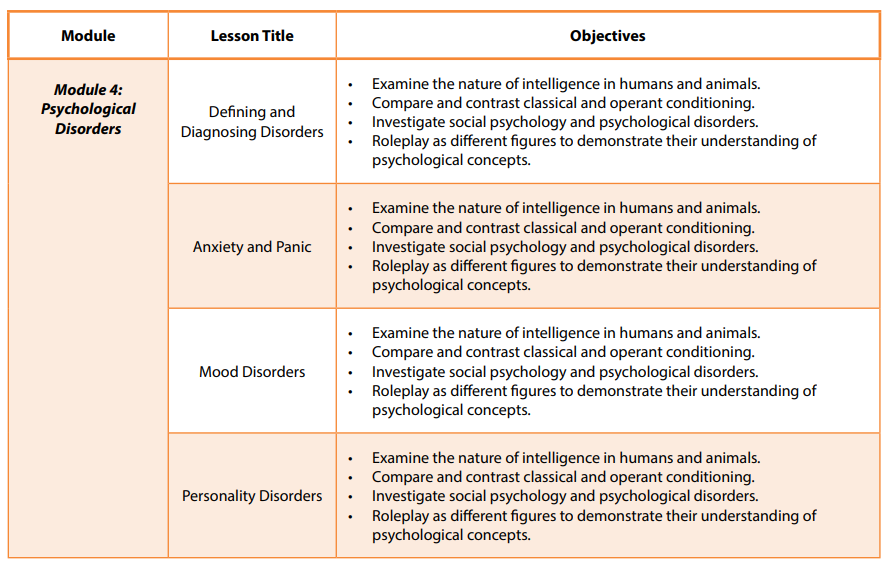 Module
Lesson Title
Objectives
Module 4:
Psychological
Disorders
Defining and
Diagnosing Disorders
• Examine the nature of intelligence in humans and animals.
• Compare and contrast classical and operant conditioning.
• Investigate social psychology and psychological disorders.
• Roleplay as different figures to demonstrate their understanding of
psychological concepts.
Anxiety and Panic
• Examine the nature of intelligence in humans and animals.
• Compare and contrast classical and operant conditioning.
• Investigate social psychology and psychological disorders.
• Roleplay as different figures to demonstrate their understanding of
psychological concepts.
Mood Disorders
• Examine the nature of intelligence in humans and animals.
• Compare and contrast classical and operant conditioning.
• Investigate social psychology and psychological disorders.
• Roleplay as different figures to demonstrate their understanding of
psychological concepts.
Personality Disorders
• Examine the nature of intelligence in humans and animals.
• Compare and contrast classical and operant conditioning.
• Investigate social psychology and psychological disorders.
• Roleplay as different figures to demonstrate their understanding of
psychological concepts.